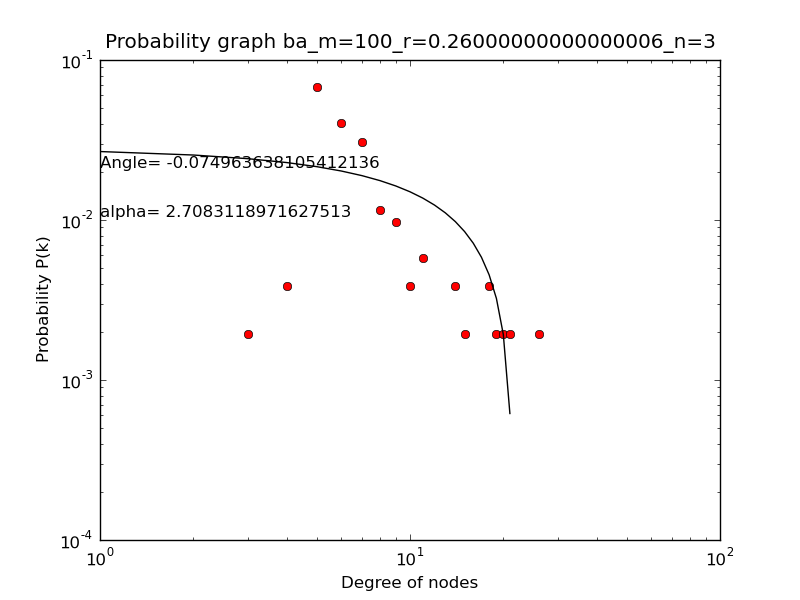 Probability graph ba_m=100_r=0.26000000000000006_n=3
10^-1
Angle= -0.074963638105412136
10^-2
alpha= 2.7083118971627513
Probability P(k)
10^-3
10^-4
10^0 10^1 10^2
Degree of nodes